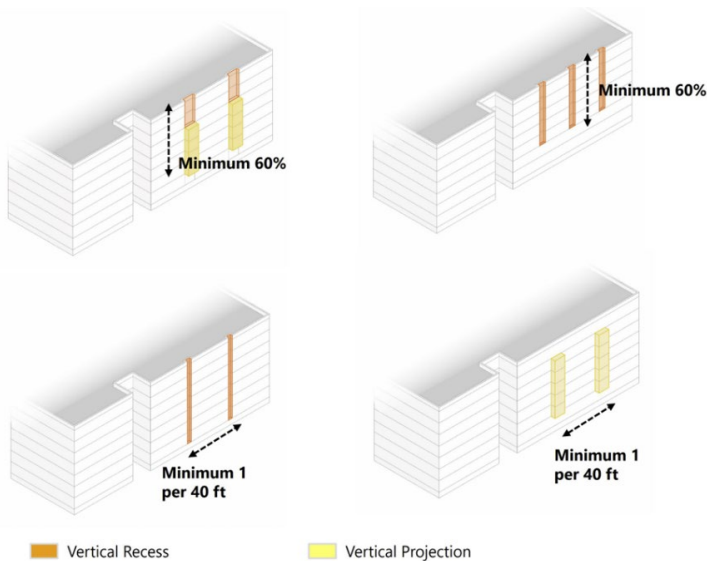 Minimum 60%
Minimum 60%
Minimum 1
per 40 ft
Minimum 1
per 40 ft
Vertical Recess
Vertical Projection